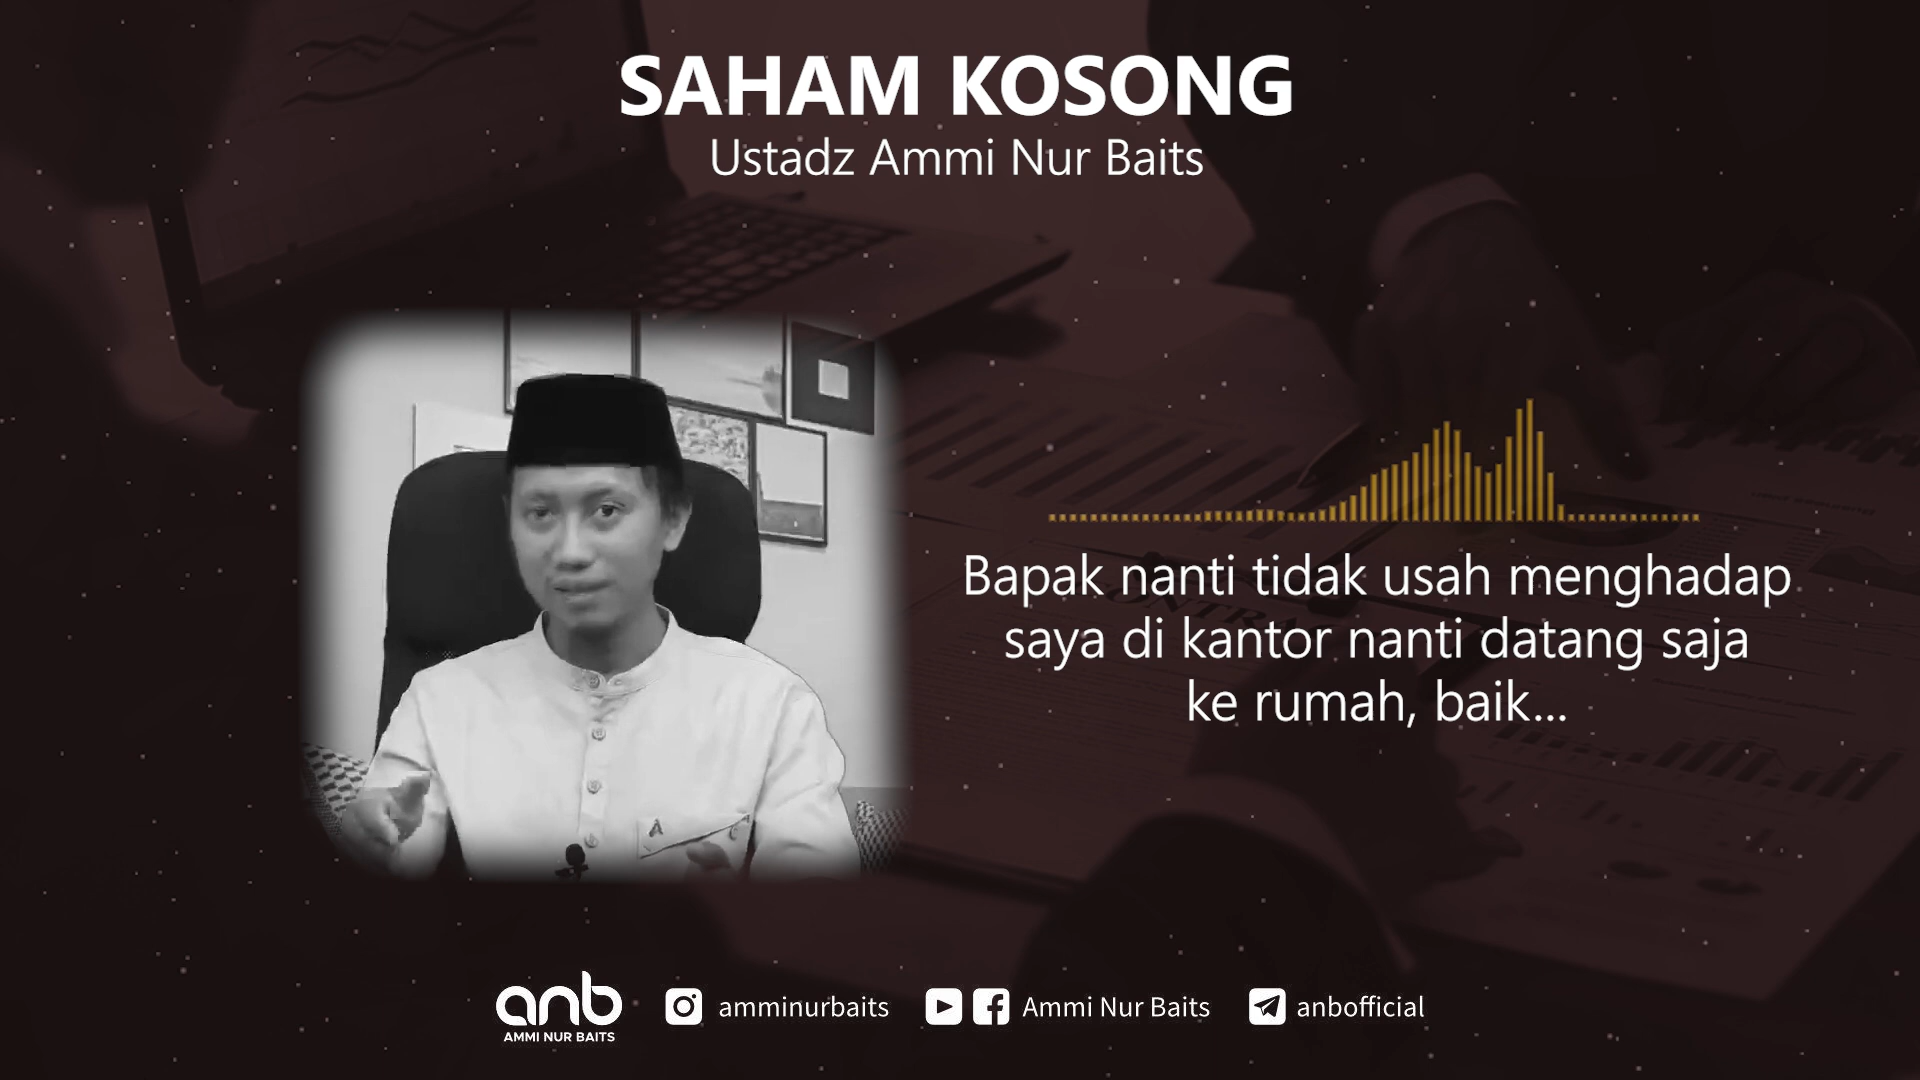 SAHAM KOSONG
Ustadz Ammi Nur Baits
Bapak nanti tidak usah menghadap
saya di kantor nanti datang saja
ke rumah, baik...
anb
AMMI NUR BAITS
amminurbaits
Ammi Nur Baits
anbofficial